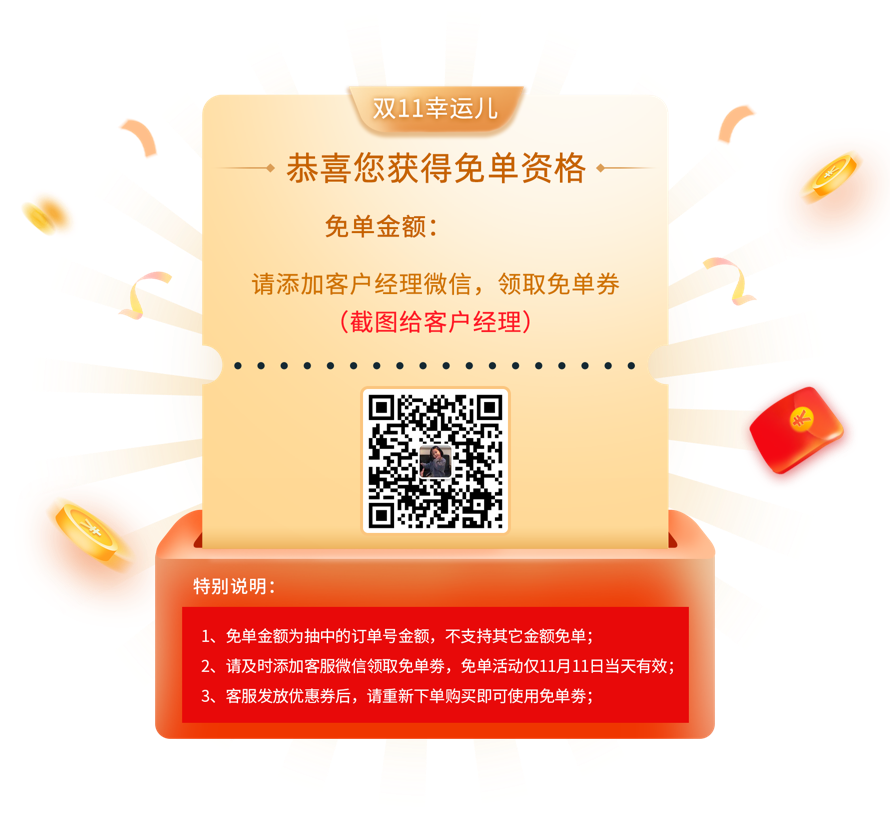 双11幸运儿
恭喜您获得免单资格
免单金额：
请添加客户经理微信，领取免单券
（截图给客户经理）
特别说明：
1、免单金额为抽中的订单号金额，不支持其它金额免单；
2、请及时添加客服微信领取免单券，免单活动仅11月11日当天有效；
3、客服发放优惠券后，请重新下单购买即可使用免单券；